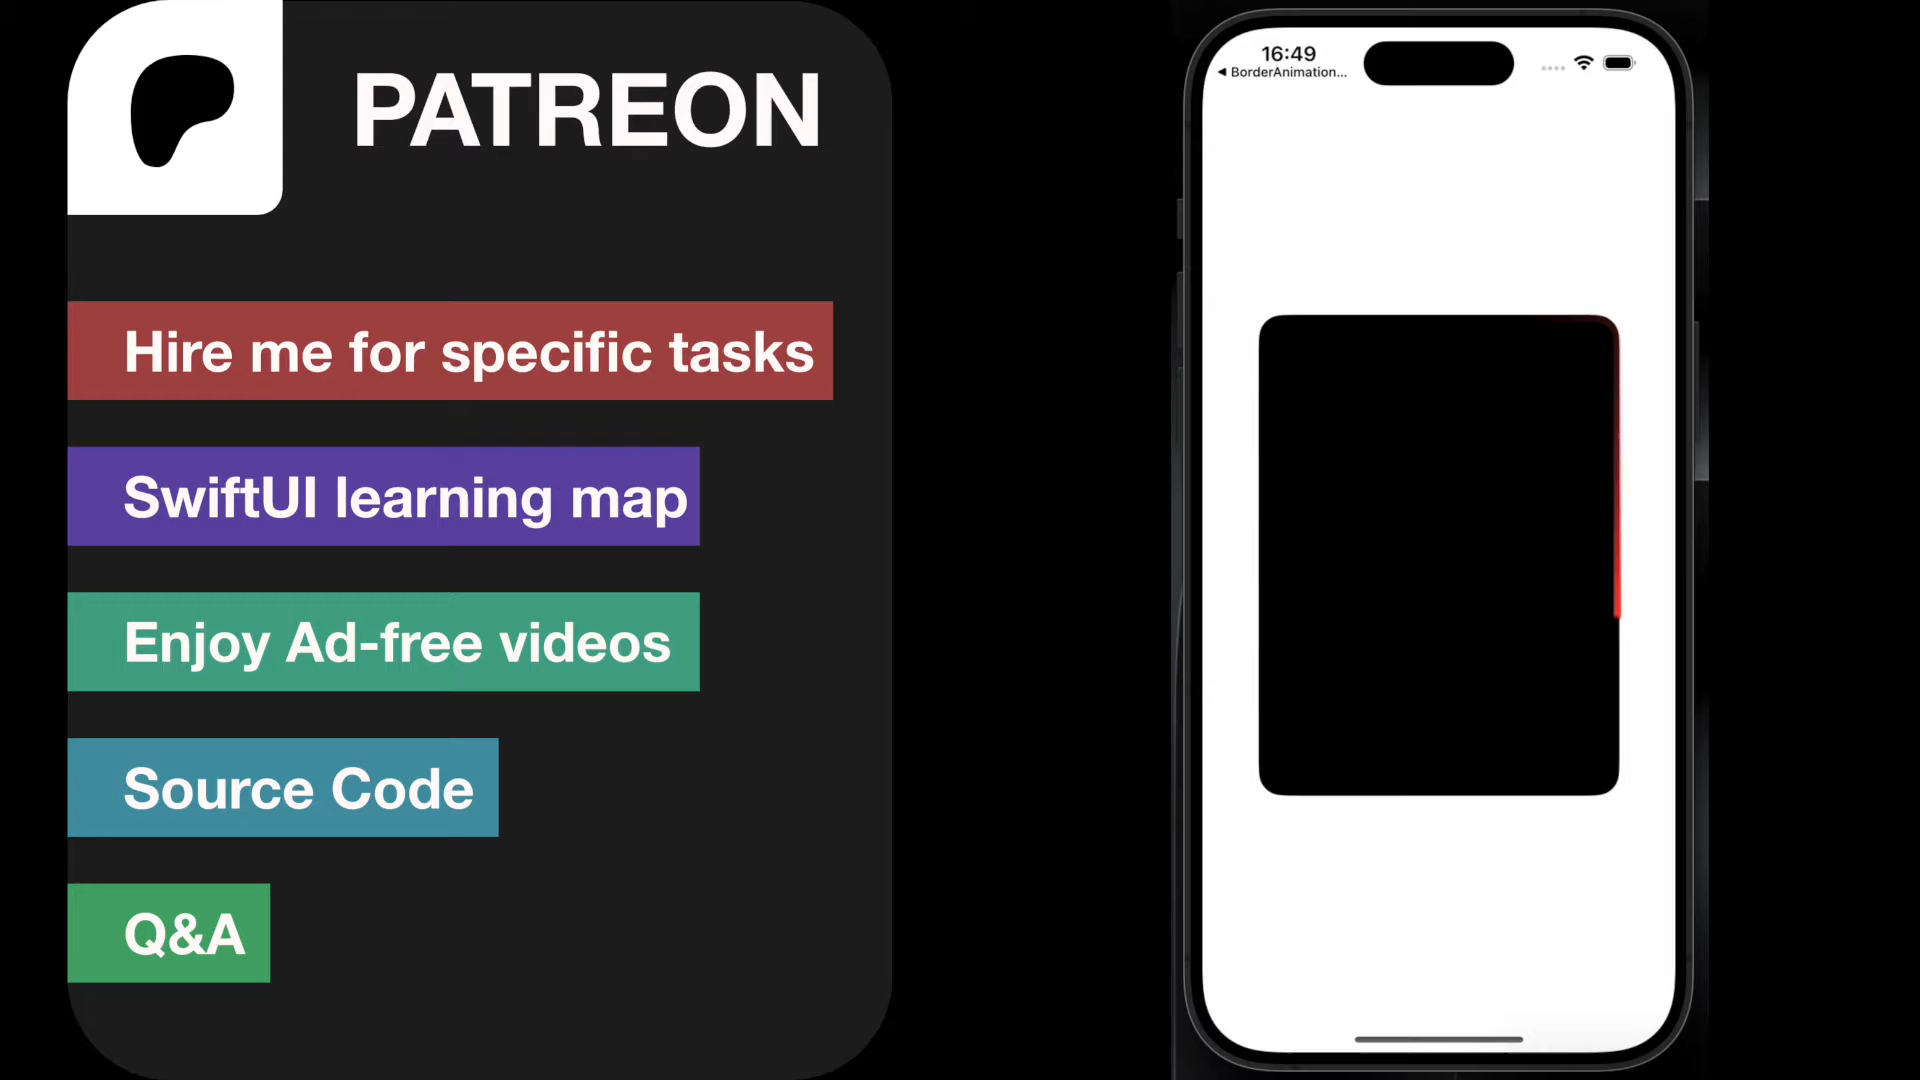 PATREON
Hire me for specific tasks
SwiftUI learning map
Enjoy Ad-free videos
Source Code
Q&A
16:49
◀ BorderAnimation...